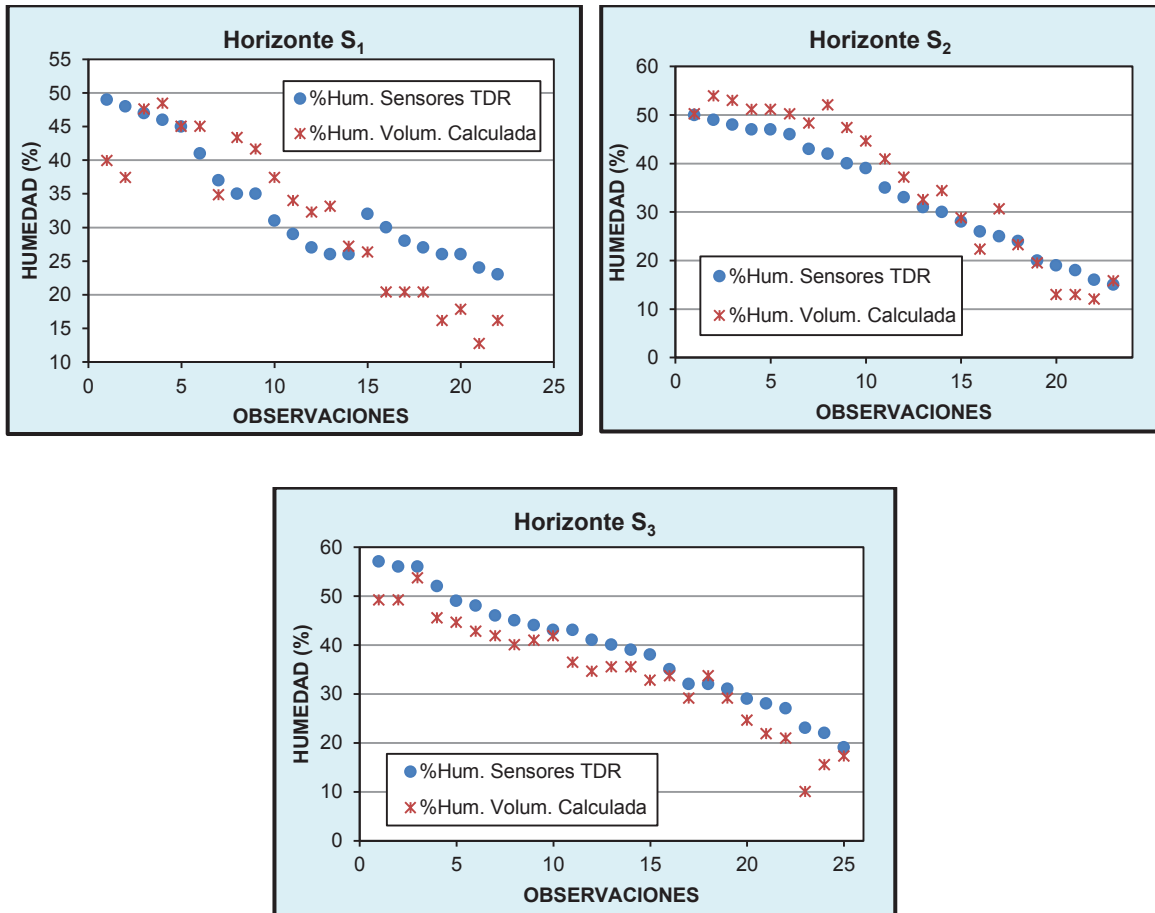 Horizonte S₁
55
50
45
40
35
30
25
20
15
10
HUMEDAD (%)
%Hum. Sensores TDR
%Hum. Volum. Calculada
0 5 10 15 20 25
OBSERVACIONES
Horizonte S₂
60
50
40
30
20
10
0
HUMEDAD (%)
%Hum. Sensores TDR
%Hum. Volum. Calculada
0 5 10 15 20
OBSERVACIONES
Horizonte S₃
60
50
40
30
20
10
0
HUMEDAD (%)
%Hum. Sensores TDR
%Hum. Volum. Calculada
0 5 10 15 20 25
OBSERVACIONES